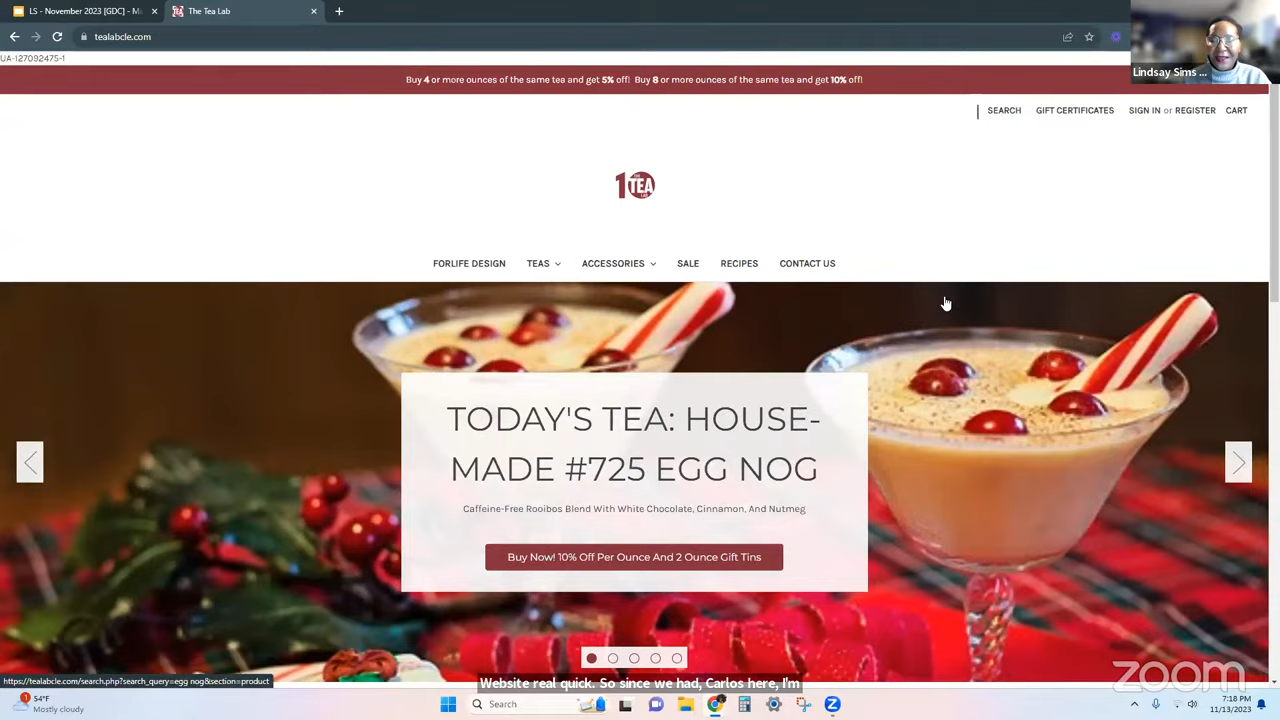 LS - November 2023 [GDC] - Ma
The Tea Lab
tealabcle.com
UA-127092475-1
Lindsay Sims ...
Buy 4 or more ounces of the same tea and get 5% off! Buy 8 or more ounces of the same tea and get 10% off!
SEARCH GIFT CERTIFICATES SIGN IN or REGISTER CART
10 THE TEA LAB
FORLIFE DESIGN TEAS ACCESSORIES SALE RECIPES CONTACT US
TODAY'S TEA: HOUSE-
MADE #725 EGG NOG
Caffeine-Free Rooibos Blend With White Chocolate, Cinnamon, And Nutmeg
Buy Now! 10% Off Per Ounce And 2 Ounce Gift Tins
zoom
https://tealabcle.com/search.php?search_query=egg nog&section=product
Website real quick. So since we had, Carlos here, I'm
1
54°F
Mostly cloudy
Search
7:18 PM
11/13/2023